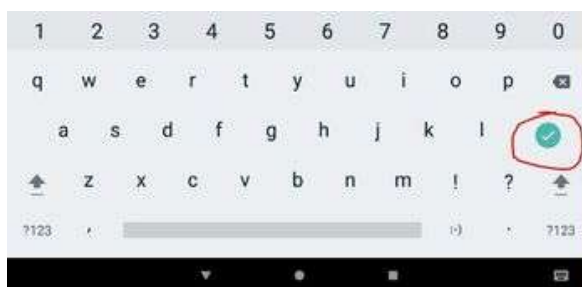 1 2 3 4 5 6 7 8 9 0
q w e r t y u i o p
a s d f g h j k l
z x c v b n m ! ?
?123 , :-) . ?123